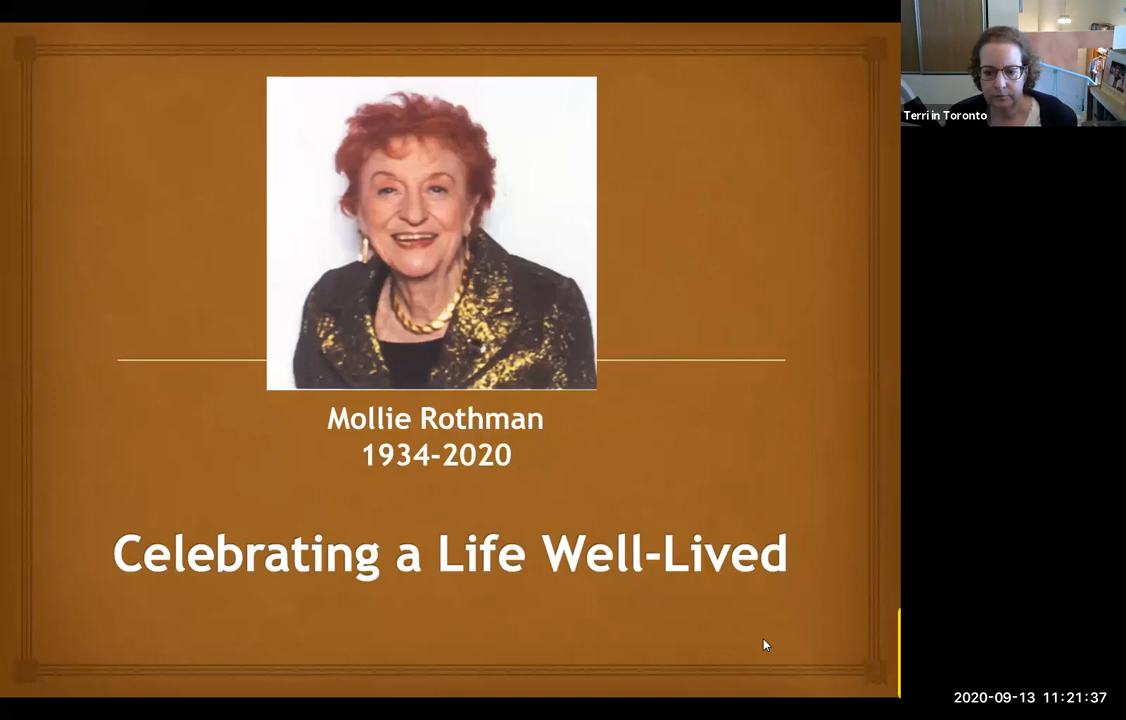 Terri in Toronto
Mollie Rothman
1934-2020
Celebrating a Life Well-Lived
2020-09-13 11:21:37